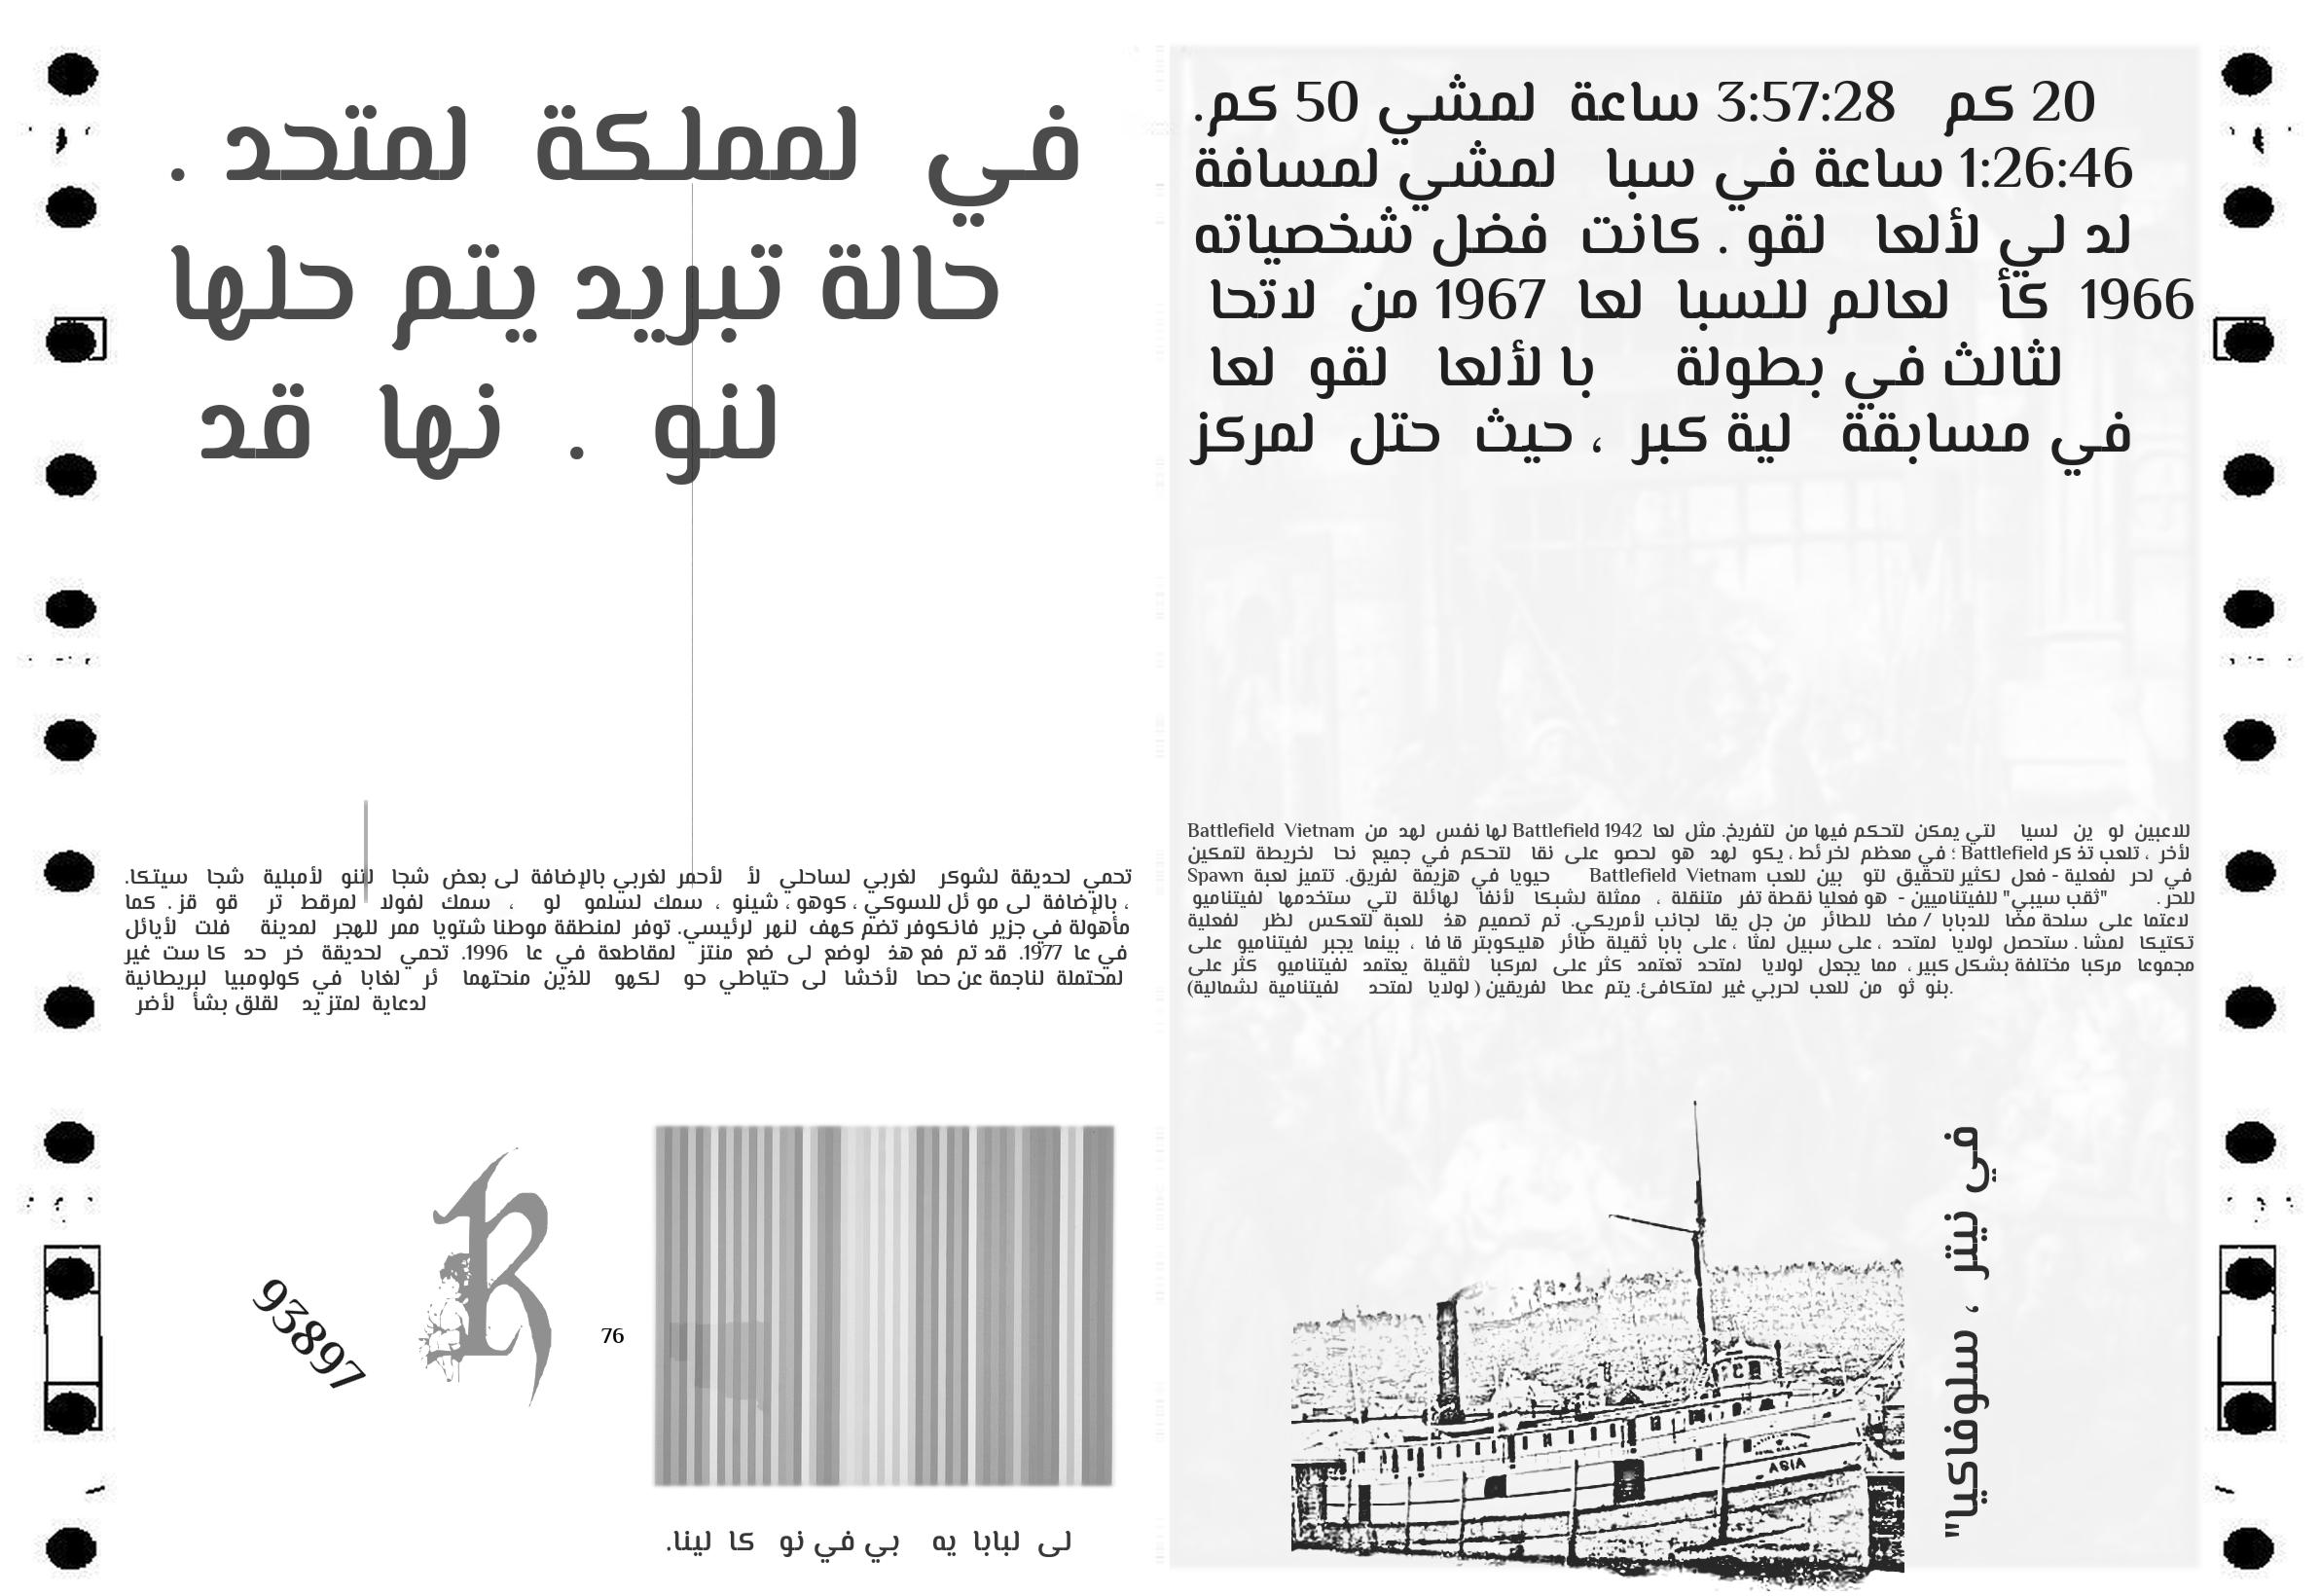 في لمملكة لمتحد .
حالة تبريد يتم حلها
لنو . نها قد
تحمي لحديقة لشوكر لغربي لساحلي لأ لأحمر لغربي بالإضافة لى بعض شجا لتنو لأمبلية شجا سيتكا.
، بالإضافة لى مو ئل للسوكي ، كوهو ، شينو ، سمك لسلمو لو ، سمك لفولا لمرقط تر قو قز . كما
مأهولة في جزير فانكوفر تضم كهف لنهر لرئيسي. توفر لمنطقة موطنا شتويا ممر للهجر لمدينة فلت لأيائل
في عا 1977. قد تم فع هذ لوضع لى ضع منتز لمقاطعة في عا 1996. تحمي لحديقة خر حد كا ست غير
لمحتملة لناجمة عن حصا لأخشا لى حتياطي حو لكهو للذين منحتهما ئر لغابا في كولومبيا لبريطانية
لدعاية لمتز يد لقلق بشأ لأضر
93897
76
لى لبابا يه بي في نو كا لينا.
20 كم 3:57:28 ساعة لمشي 50 كم.
1:26:46 ساعة في سبا لمشي لمسافة
لد لي لألعا لقو . كانت فضل شخصياته
1966 كأ لعالم للسبا لعا 1967 من لاتحا
لثالث في بطولة با لألعا لقو لعا
في مسابقة لية كبر ، حيث حتل لمركز
للاعبين لو ين لسيا لتي يمكن لتحكم فيها من لتفريخ. مثل لعا Battlefield 1942 لها نفس لهد من Battlefield Vietnam
لأخر ، تلعب تذ كر Battlefield ؛ في معظم لخر ئط ، يكو لهد هو لحصو على نقا لتحكم في جميع نحا لخريطة لتمكين
في لحر لفعلية - فعل لكثير لتحقيق لتو بين للعب Battlefield Vietnam حيويا في هزيمة لفريق. تتميز لعبة Spawn
للحر . "ثقب سيبي" للفيتناميين - هو فعليا نقطة تفر متنقلة ، ممثلة لشبكا لأنفا لهائلة لتي ستخدمها لفيتناميو
لاعتما على سلحة مضا للدبابا / مضا للطائر من جل يقا لجانب لأمريكي. تم تصميم هذ للعبة لتعكس لظر لفعلية
تكتيكا لمشا . ستحصل لولايا لمتحد ، على سبيل لمثا ، على بابا ثقيلة طائر هليكوبتر قا فا ، بينما يجبر لفيتناميو على
مجموعا مركبا مختلفة بشكل كبير ، مما يجعل لولايا لمتحد تعتمد كثر على لمركبا لثقيلة يعتمد لفيتناميو كثر على
بنو ثو من للعب لحربي غير لمتكافئ. يتم عطا لفريقين ( لولايا لمتحد لفيتنامية لشمالية).
في نيتر ، سلوفاكيا"
ASIA